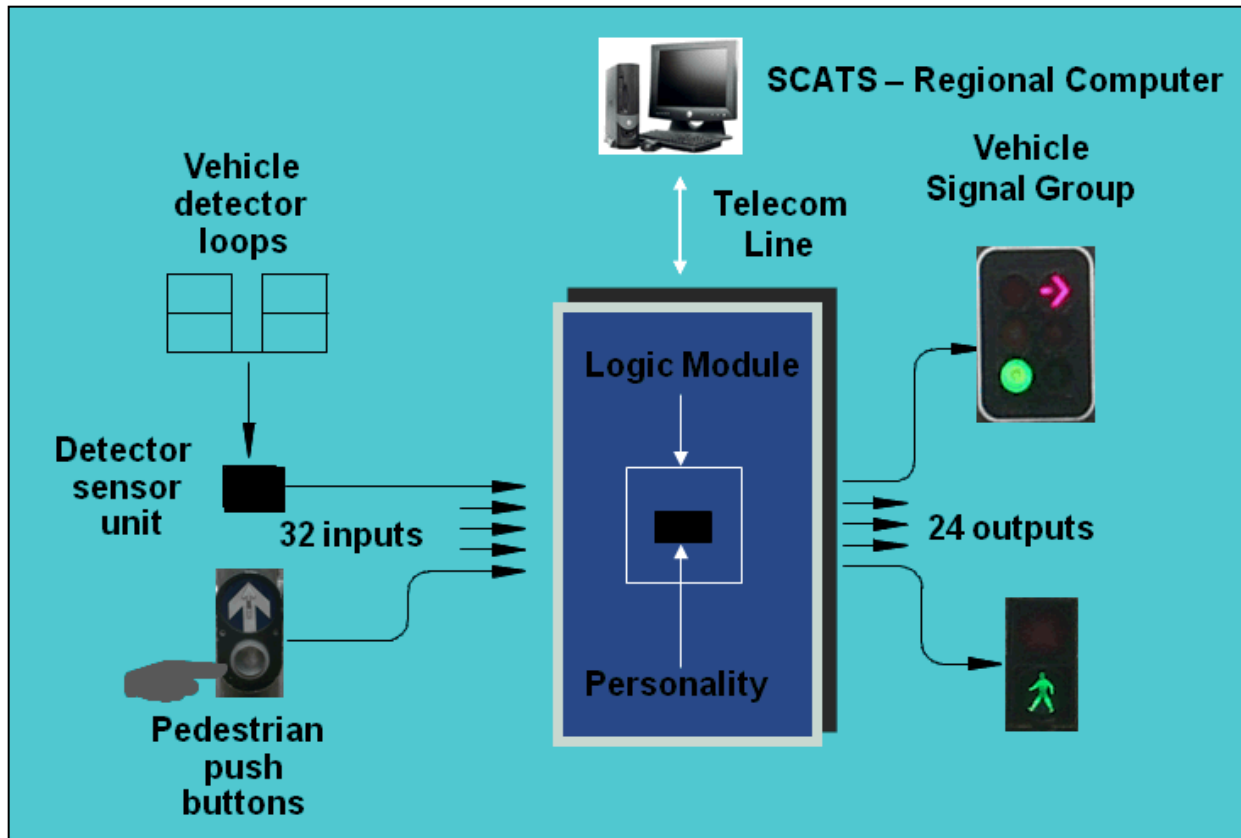 SCATS – Regional Computer
Vehicle
detector
loops
Vehicle
Signal Group
Telecom
Line
Logic Module
Detector
sensor
unit
32 inputs
24 outputs
Personality
Pedestrian
push
buttons